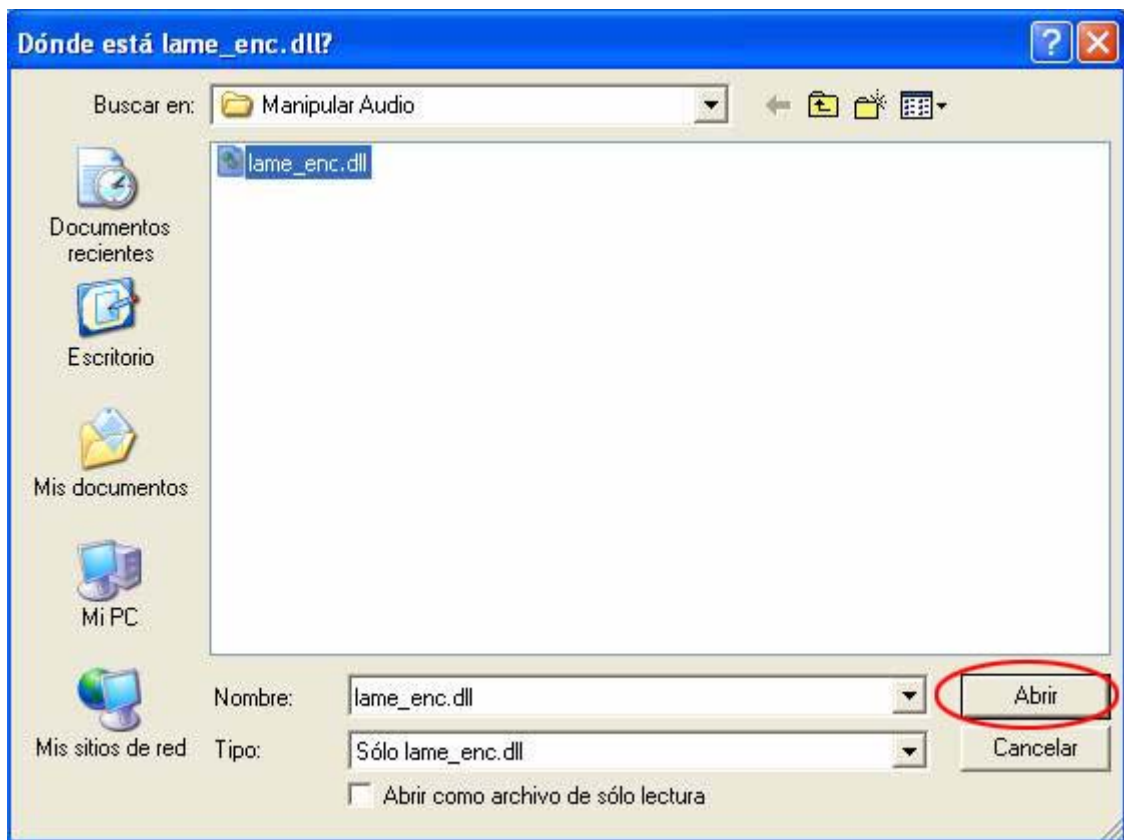 Dónde está lame_enc.dll?
Buscar en: Manipular Audio
lame_enc.dll
Documentos
recientes
Escritorio
Mis documentos
Mi PC
Mis sitios de red
Nombre: lame_enc.dll Abrir
Tipo: Sólo lame_enc.dll Cancelar
Abrir como archivo de sólo lectura